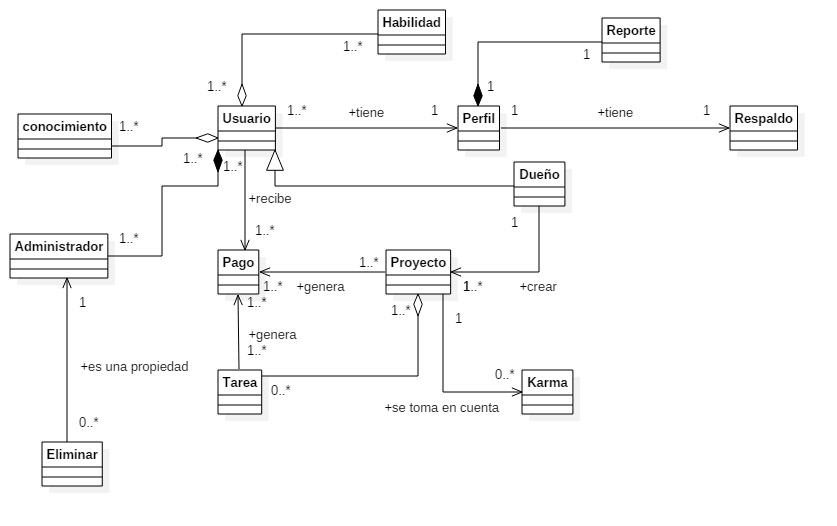 Habilidad
1..*
Reporte
1
1..*
1
Usuario
1..*
+tiene
1
Perfil
1
+tiene
1
Respaldo
conocimiento
1..*
1..*
1..*
Dueño
1
+recibe
1..*
Administrador
1..*
Pago
1..*
+genera
1..*
Proyecto
1..*
+crear
1
1..*
1..*
1
+genera
1..*
+es una propiedad
Tarea
0..*
0..*
Karma
+se toma en cuenta
0..*
Eliminar